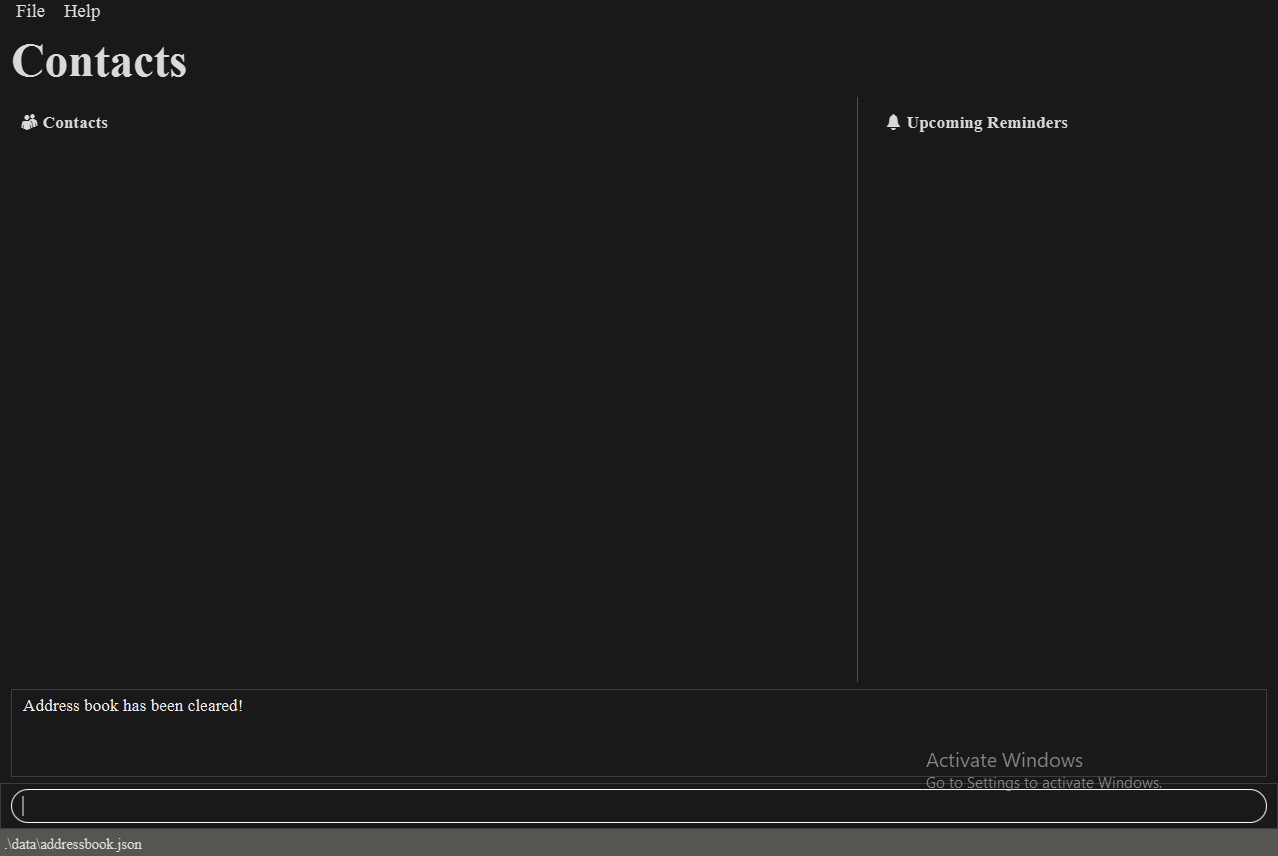 File Help
Contacts
Contacts
Upcoming Reminders
Address book has been cleared!
Activate Windows
Go to Settings to activate Windows.
.\data\addressbook.json